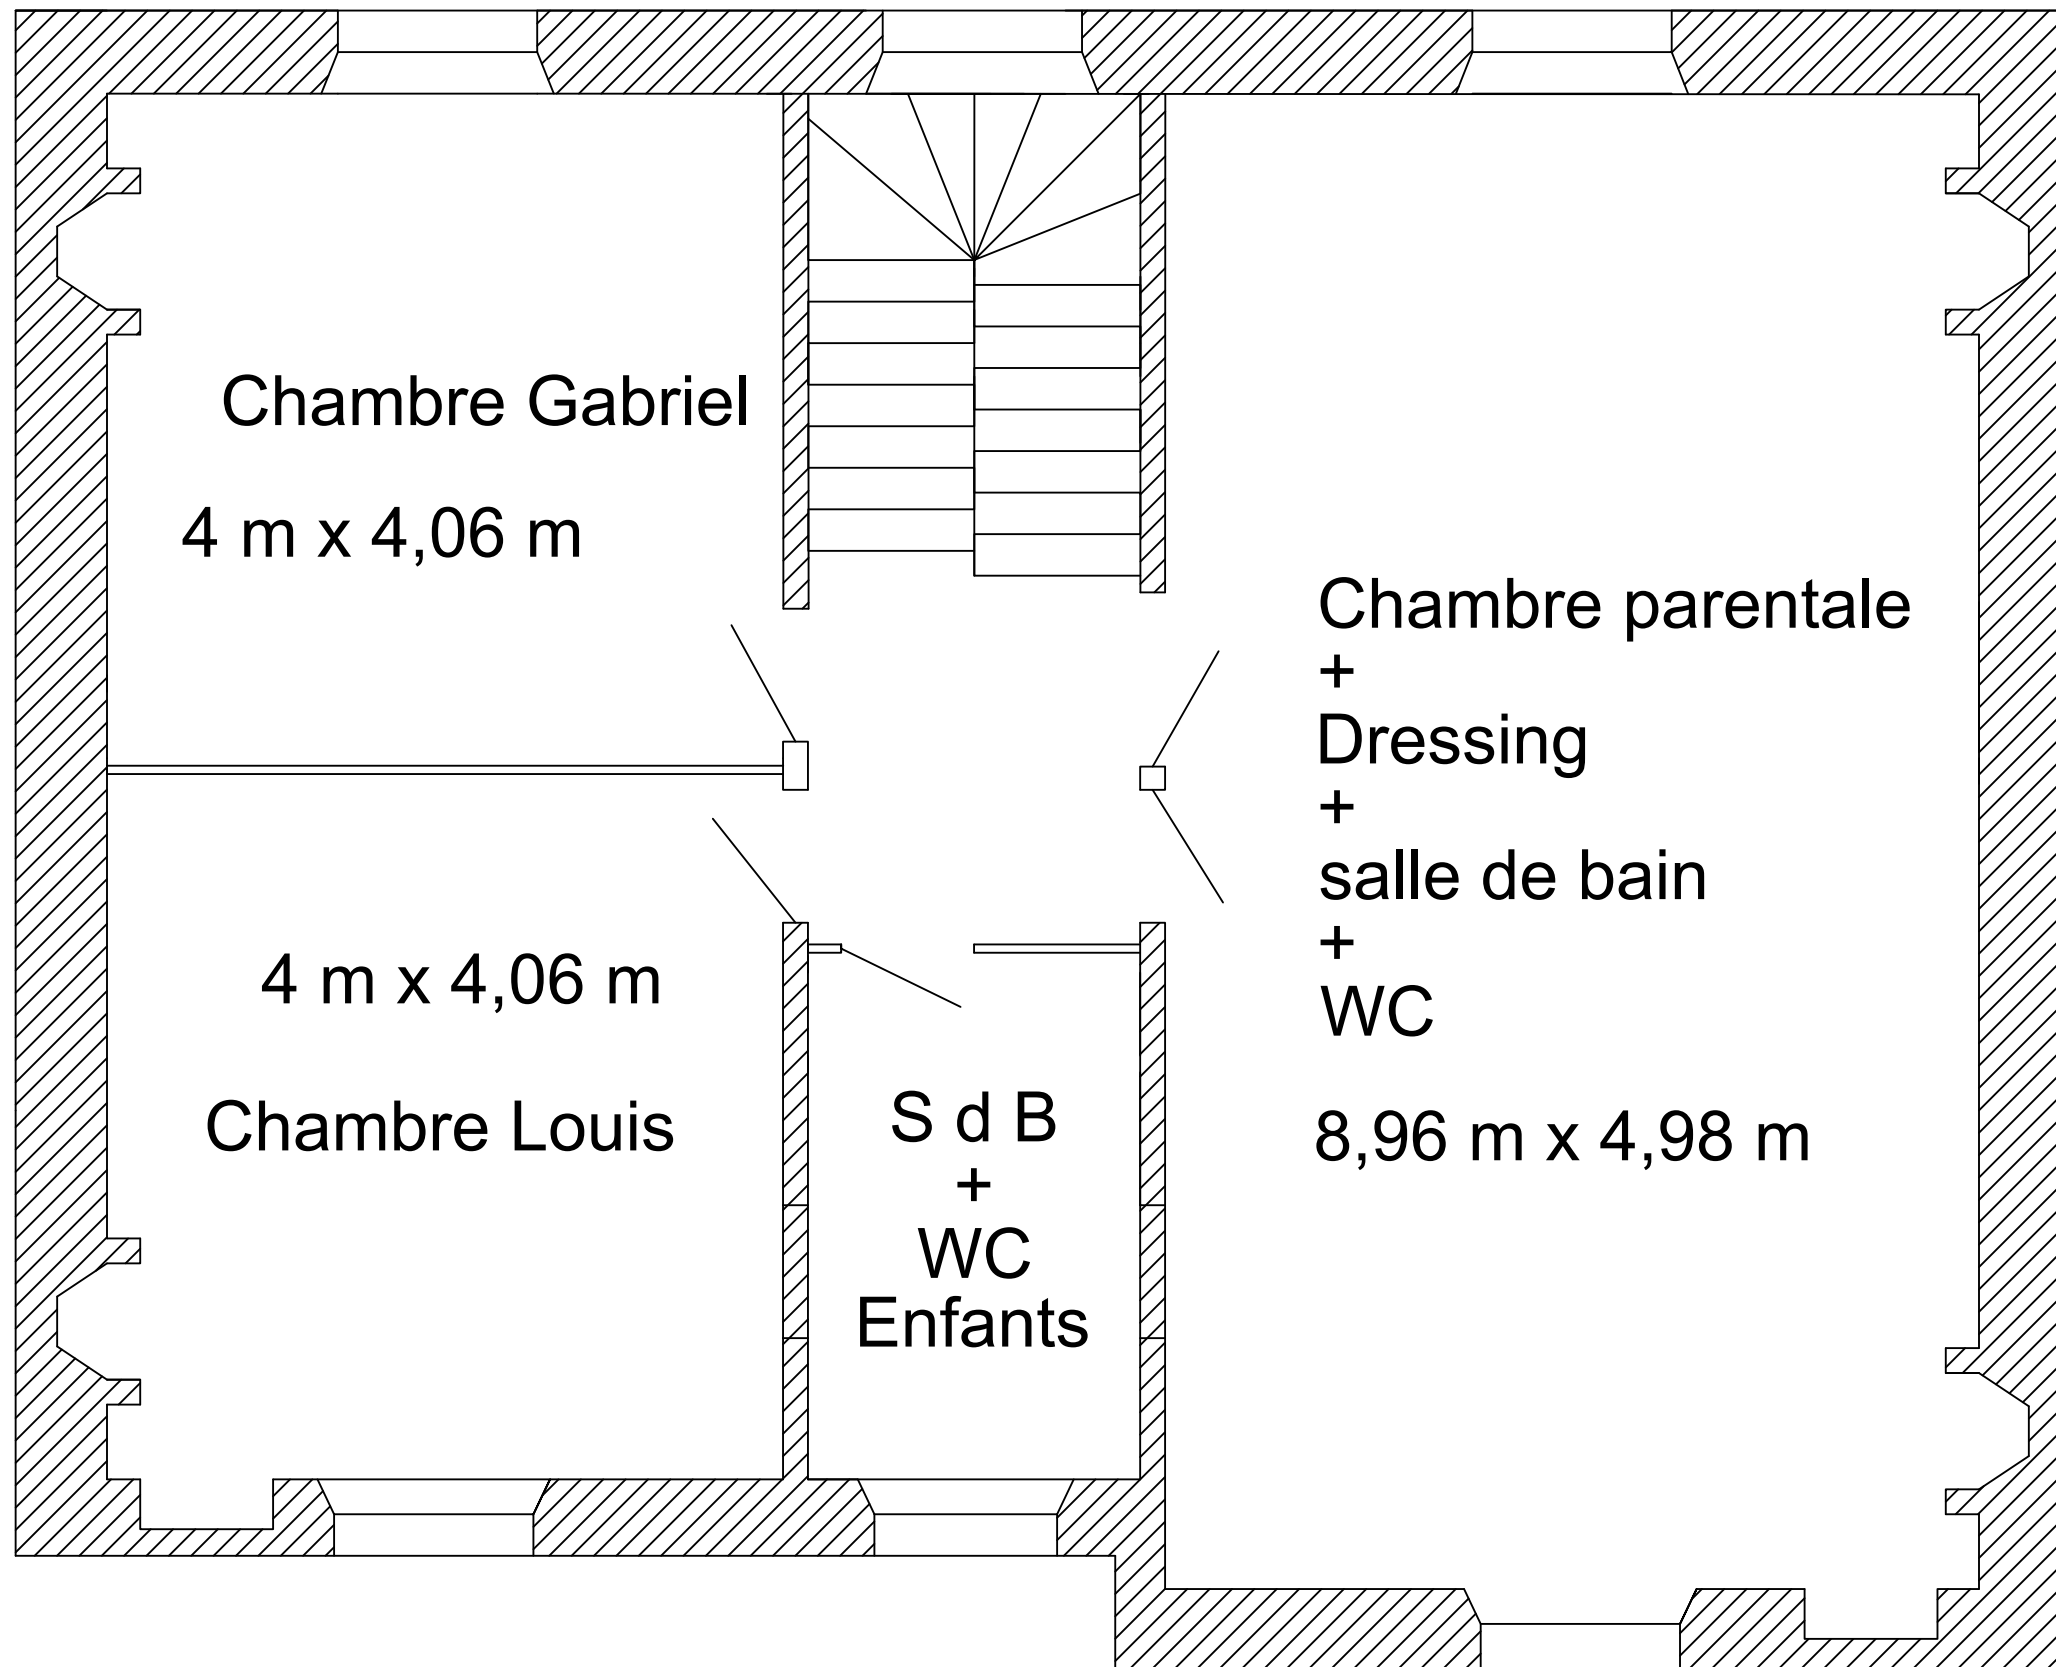 Chambre Gabriel
4 m x 4,06 m
4 m x 4,06 m
Chambre Louis
S d B
+
WC
Enfants
Chambre parentale
+
Dressing
+
salle de bain
+
WC
8,96 m x 4,98 m